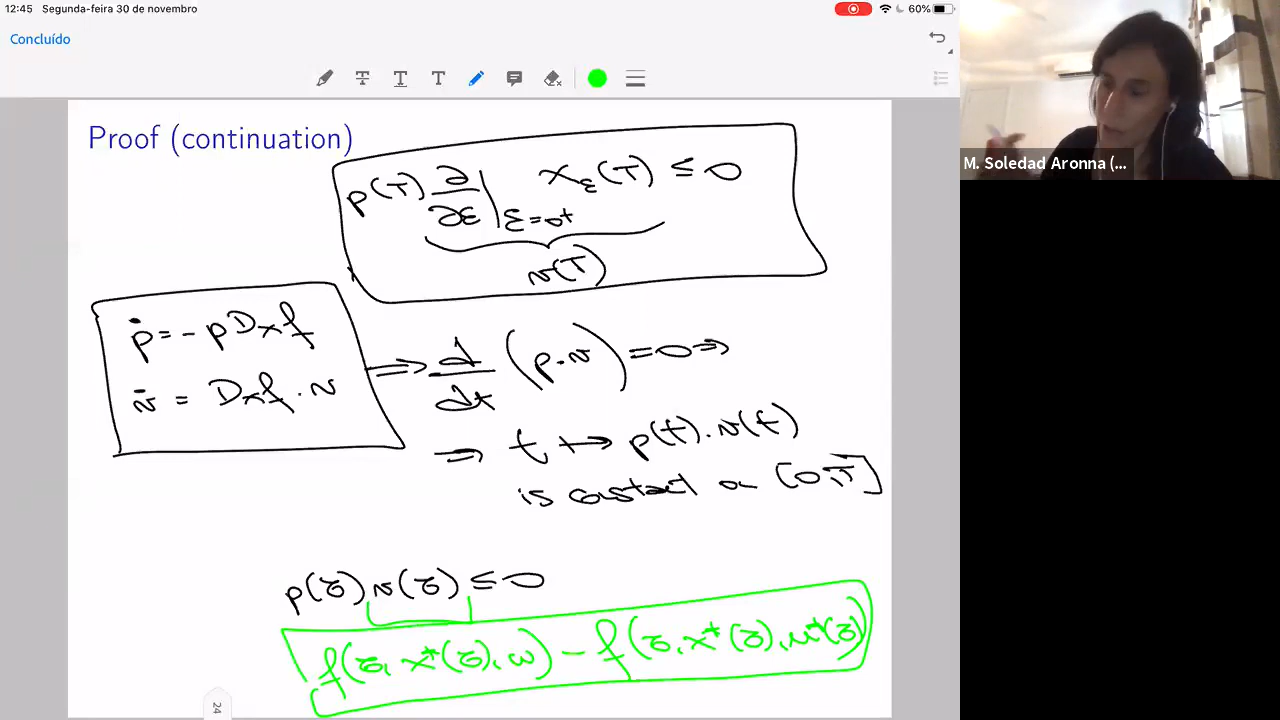 12:45 Segunda-feira 30 de novembro 60%
Concluído
M. Soledad Aronna (...
Proof (continuation)
p(T) ∂/∂ε |ε=0⁺ xε(T) ≤ 0
v(T)
ṗ = - p Dₓf
v̇ = Dₓf · v
⟹ d/dt (p·v) = 0 ⇒
⇒ t ↦ p(t)·v(t)
is constact on [0,T]
p(τ)v(τ) ≤ 0
f(τ, x*(τ), ω) - f(τ, x*(τ), u*(τ))
24